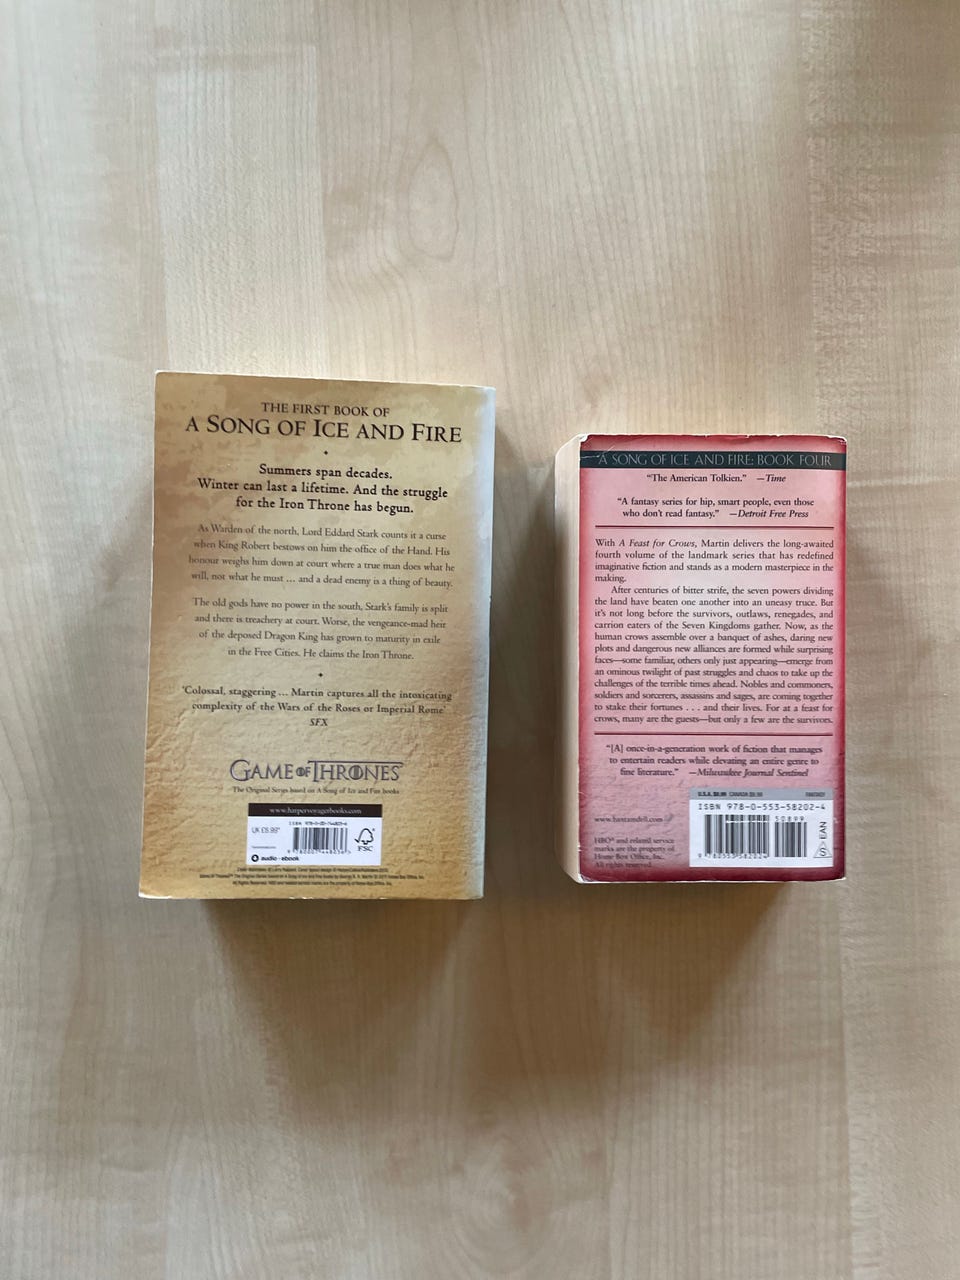 THE FIRST BOOK OF
A SONG OF ICE AND FIRE
Summers span decades.
Winter can last a lifetime. And the struggle
for the Iron Throne has begun.
As Warden of the north, Lord Eddard Stark counts it a curse
when King Robert bestows on him the office of the Hand. His
honour weighs him down at court where a true man does what he
will, not what he must ... and a dead enemy is a thing of beauty.
The old gods have no power in the south, Stark's family is split
and there is treachery at court. Worse, the vengeance-mad heir
of the deposed Dragon King has grown to maturity in exile
in the Free Cities. He claims the Iron Throne.
'Colossal, staggering ... Martin captures all the intoxicating
complexity of the Wars of the Roses or Imperial Rome'
SFX
GAME OF THRONES
The Original Series based on A Song of Ice and Fire books
www.harpervoyagerbooks.com
UK £8.99
FSC
audio · ebook
A SONG OF ICE AND FIRE: BOOK FOUR
"The American Tolkien." —Time
"A fantasy series for hip, smart people, even those
who don't read fantasy." —Detroit Free Press
With A Feast for Crows, Martin delivers the long-awaited
fourth volume of the landmark series that has redefined
imaginative fiction and stands as a modern masterpiece in the
making.
After centuries of bitter strife, the seven powers dividing
the land have beaten one another into an uneasy truce. But
it's not long before the survivors, outlaws, renegades, and
carrion eaters of the Seven Kingdoms gather. Now, as the
human crows assemble over a banquet of ashes, daring new
plots and dangerous new alliances are formed while surprising
faces—some familiar, others only just appearing—emerge from
an ominous twilight of past struggles and chaos to take up the
challenges of the terrible times ahead. Nobles and commoners,
soldiers and sorcerers, assassins and sages, are coming together
to stake their fortunes . . . and their lives. For at a feast for
crows, many are the guests—but only a few are the survivors.
"[A] once-in-a-generation work of fiction that manages
to entertain readers while elevating an entire genre to
fine literature." —Milwaukee Journal Sentinel
U.S.A. $8.99 CANADA $9.99 FANTASY
ISBN 978-0-553-58202-4
50899
9 780553 582024
S EAN
www.bantamdell.com
HBO® and related service
marks are the property of
Home Box Office, Inc.
All rights reserved.